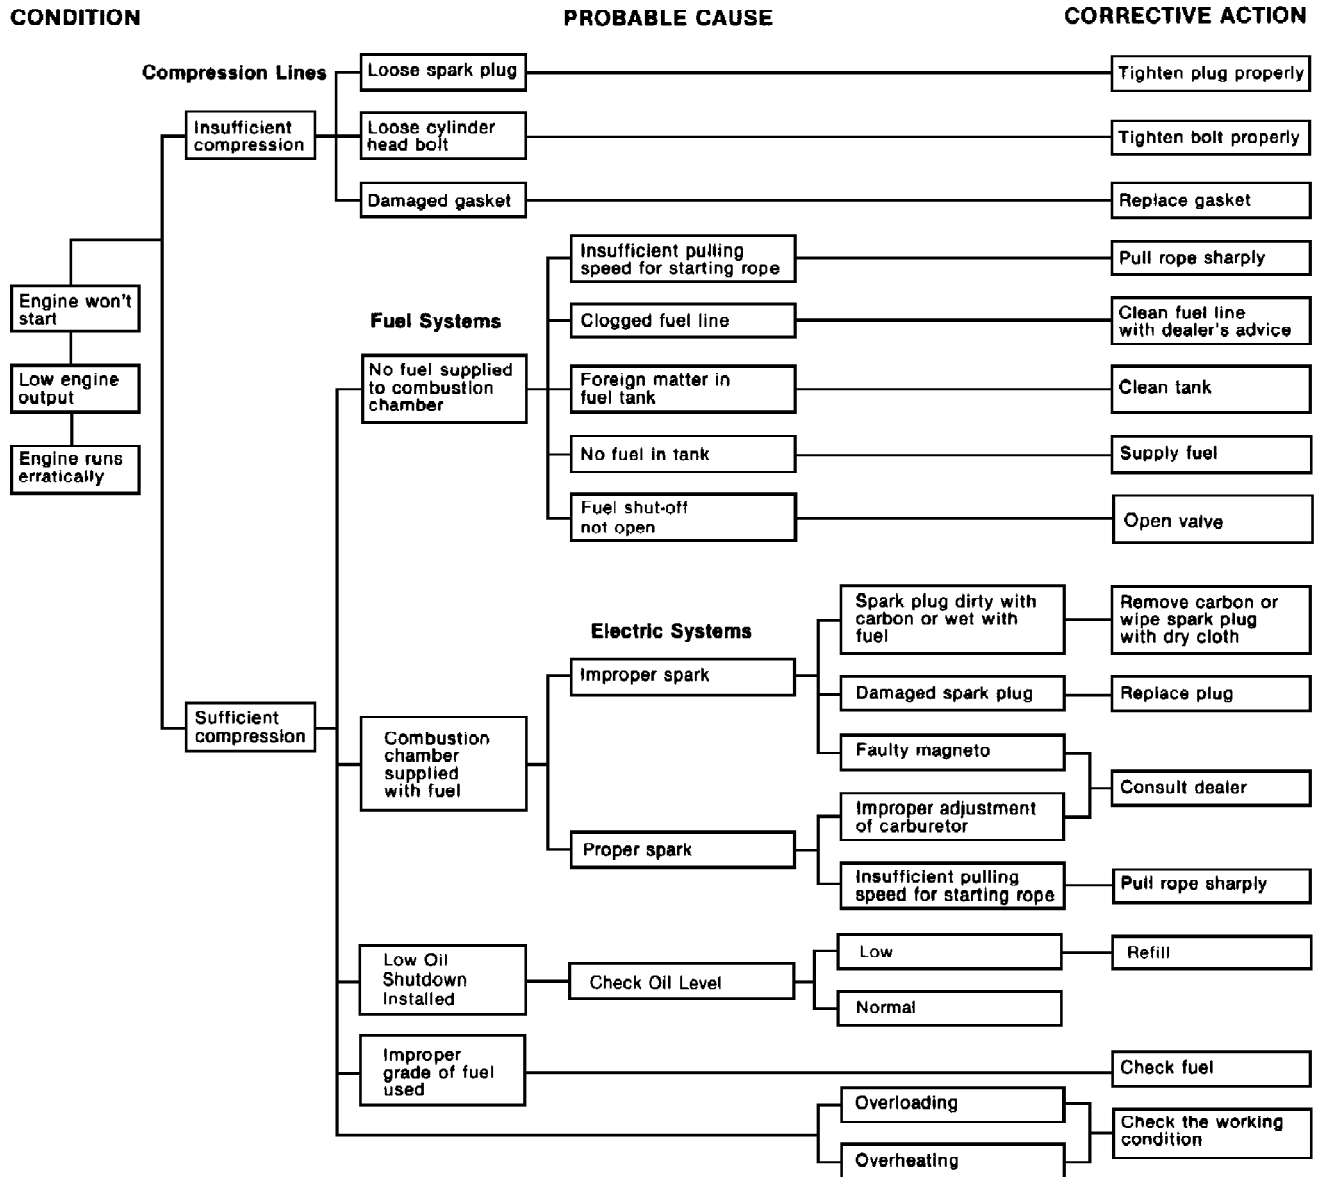 CONDITION
PROBABLE CAUSE
CORRECTIVE ACTION
Compression Lines
Loose spark plug
Tighten plug properly
Insufficient
compression
Loose cylinder
head bolt
Tighten bolt properly
Damaged gasket
Replace gasket
Engine won't
start
Low engine
output
Engine runs
erratically
Fuel Systems
No fuel supplied
to combustion
chamber
Insufficient pulling
speed for starting rope
Pull rope sharply
Clogged fuel line
Clean fuel line
with dealer's advice
Foreign matter in
fuel tank
Clean tank
No fuel in tank
Supply fuel
Fuel shut-off
not open
Open valve
Sufficient
compression
Electric Systems
Combustion
chamber
supplied
with fuel
Improper spark
Spark plug dirty with
carbon or wet with
fuel
Remove carbon or
wipe spark plug
with dry cloth
Damaged spark plug
Replace plug
Faulty magneto
Consult dealer
Proper spark
Improper adjustment
of carburetor
Insufficient pulling
speed for starting rope
Pull rope sharply
Low Oil
Shutdown
Installed
Check Oil Level
Low
Refill
Normal
Improper
grade of fuel
used
Check fuel
Overloading
Overheating
Check the working
condition